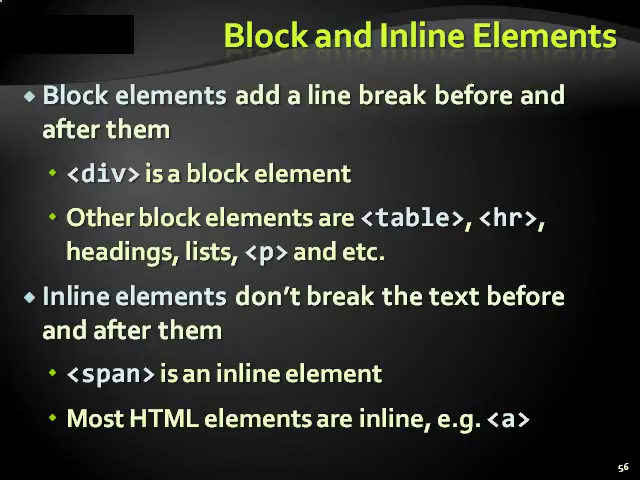 Block and Inline Elements
Block elements add a line break before and
after them
<div> is a block element
Other block elements are <table>, <hr>,
headings, lists, <p> and etc.
Inline elements don't break the text before
and after them
<span> is an inline element
Most HTML elements are inline, e.g. <a>
56